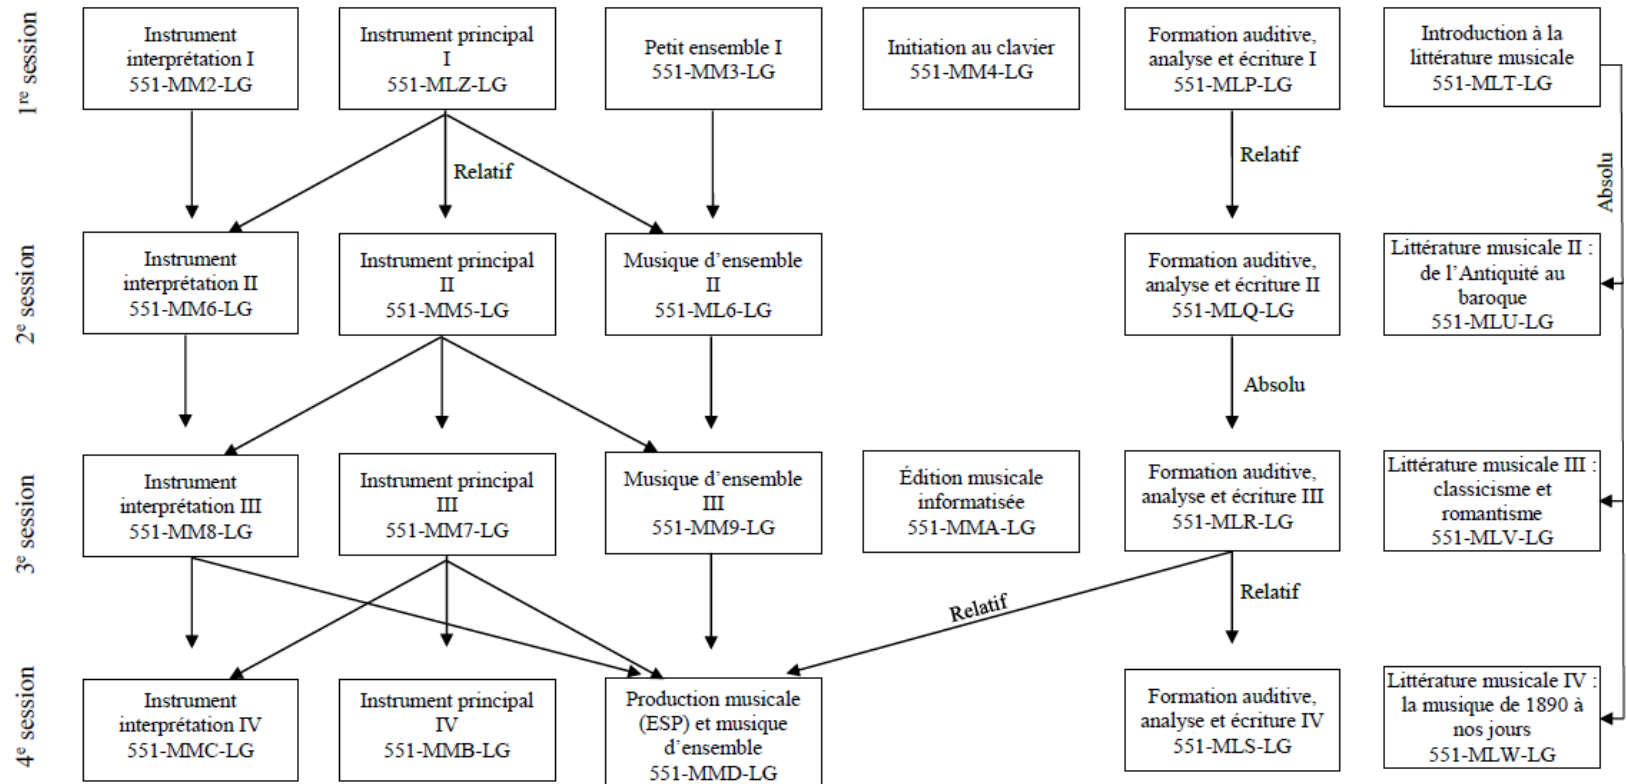 1re session
Instrument
interprétation I
551-MM2-LG
Instrument principal
I
551-MLZ-LG
Petit ensemble I
551-MM3-LG
Initiation au clavier
551-MM4-LG
Formation auditive,
analyse et écriture I
551-MLP-LG
Introduction à la
littérature musicale
551-MLT-LG
Relatif
Relatif
Absolu
2e session
Instrument
interprétation II
551-MM6-LG
Instrument principal
II
551-MM5-LG
Musique d’ensemble
II
551-ML6-LG
Formation auditive,
analyse et écriture II
551-MLQ-LG
Littérature musicale II :
de l’Antiquité au
baroque
551-MLU-LG
Absolu
3e session
Instrument
interprétation III
551-MM8-LG
Instrument principal
III
551-MM7-LG
Musique d’ensemble
III
551-MM9-LG
Édition musicale
informatisée
551-MMA-LG
Formation auditive,
analyse et écriture III
551-MLR-LG
Littérature musicale III :
classicisme et
romantisme
551-MLV-LG
Relatif
Relatif
4e session
Instrument
interprétation IV
551-MMC-LG
Instrument principal
IV
551-MMB-LG
Production musicale
(ESP) et musique
d’ensemble
551-MMD-LG
Formation auditive,
analyse et écriture IV
551-MLS-LG
Littérature musicale IV :
la musique de 1890 à
nos jours
551-MLW-LG